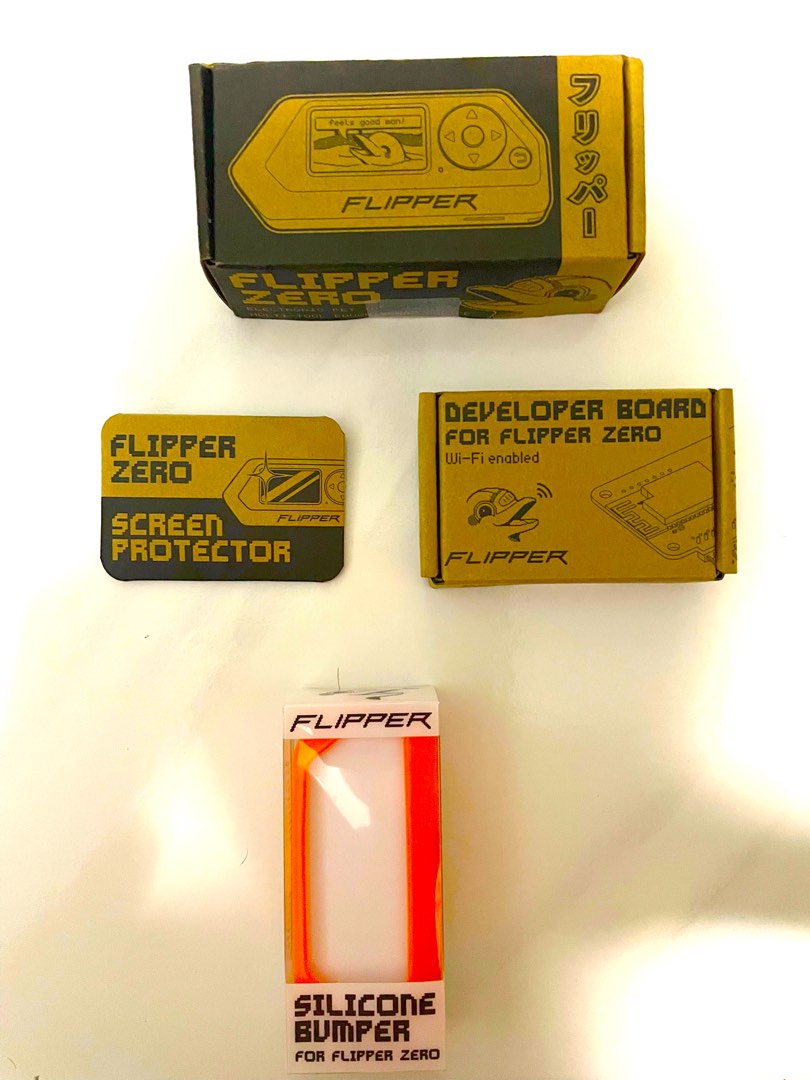 feels good man!
FLIPPER
フリッパー
FLIPPER
ZERO
FLIPPER
ZERO
FLIPPER
SCREEN
PROTECTOR
DEVELOPER BOARD
FOR FLIPPER ZERO
Wi-Fi enabled
FLIPPER
FLIPPER
SILICONE
BUMPER
FOR FLIPPER ZERO